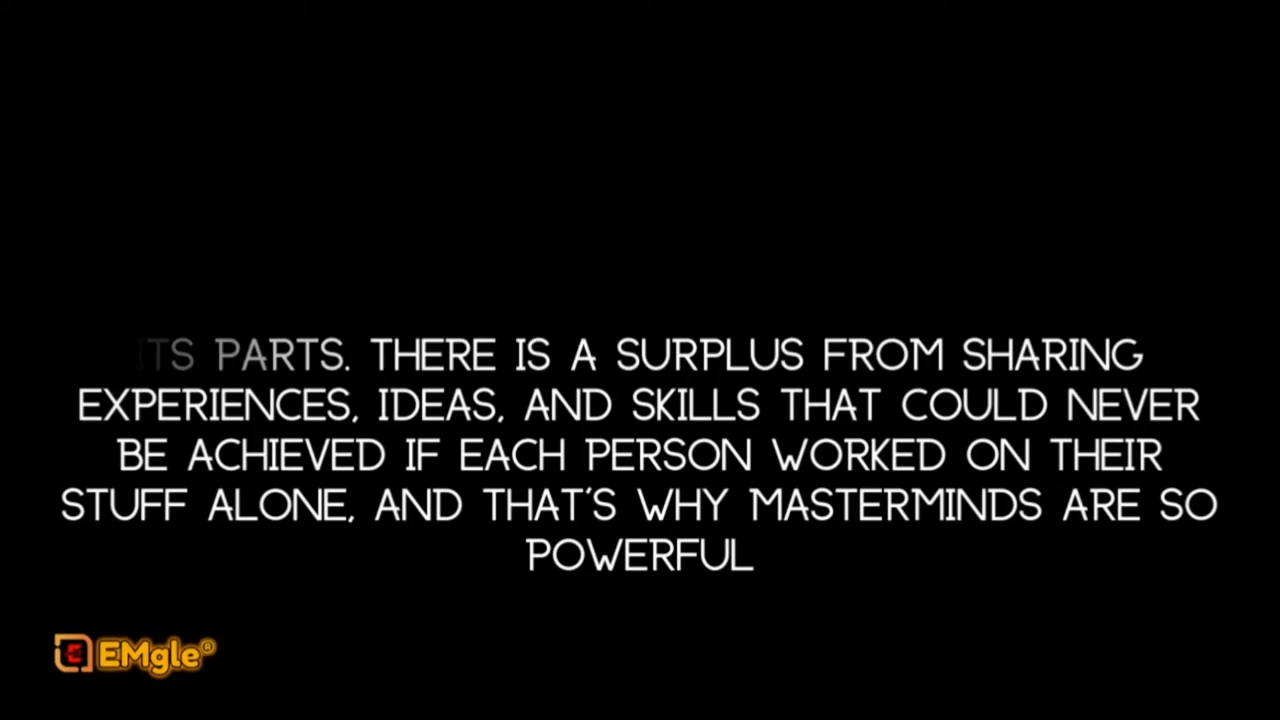 ITS PARTS. THERE IS A SURPLUS FROM SHARING
EXPERIENCES, IDEAS, AND SKILLS THAT COULD NEVER
BE ACHIEVED IF EACH PERSON WORKED ON THEIR
STUFF ALONE, AND THAT'S WHY MASTERMINDS ARE SO
POWERFUL
EMgle®